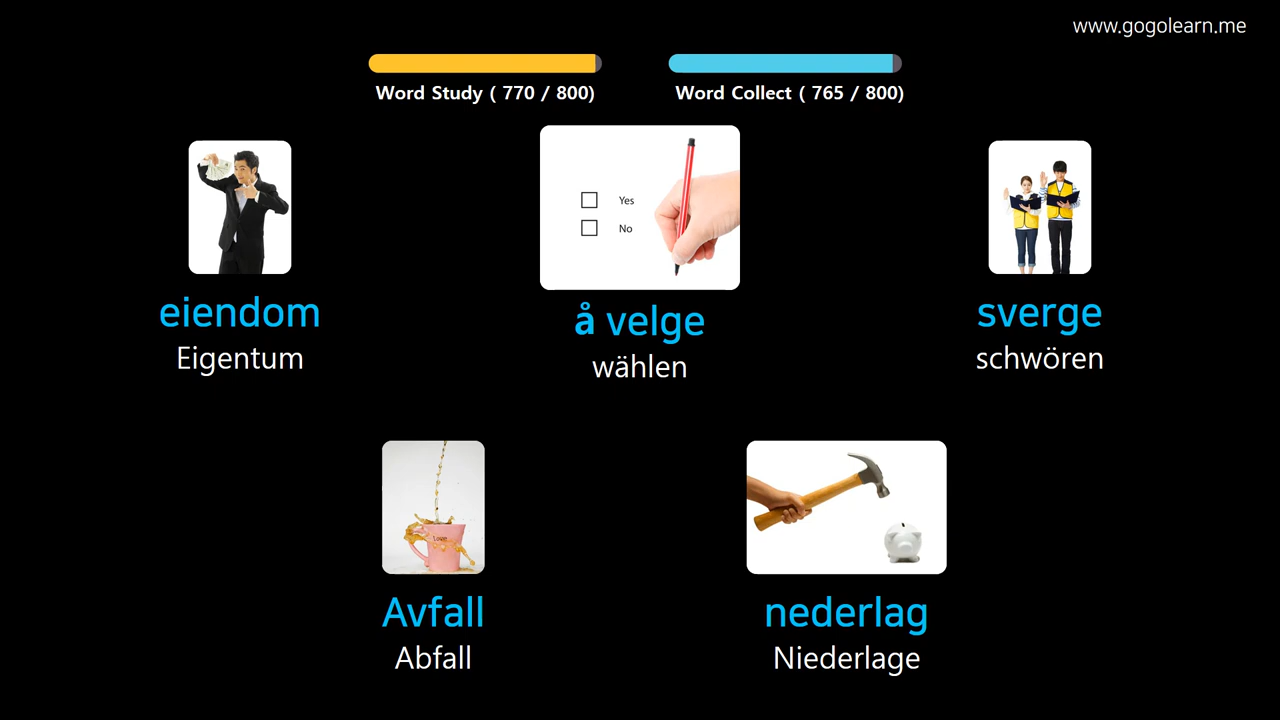 www.gogolearn.me
Word Study ( 770 / 800)
Word Collect ( 765 / 800)
Yes
No
eiendom
Eigentum
å velge
wählen
sverge
schwören
Love
Avfall
Abfall
nederlag
Niederlage